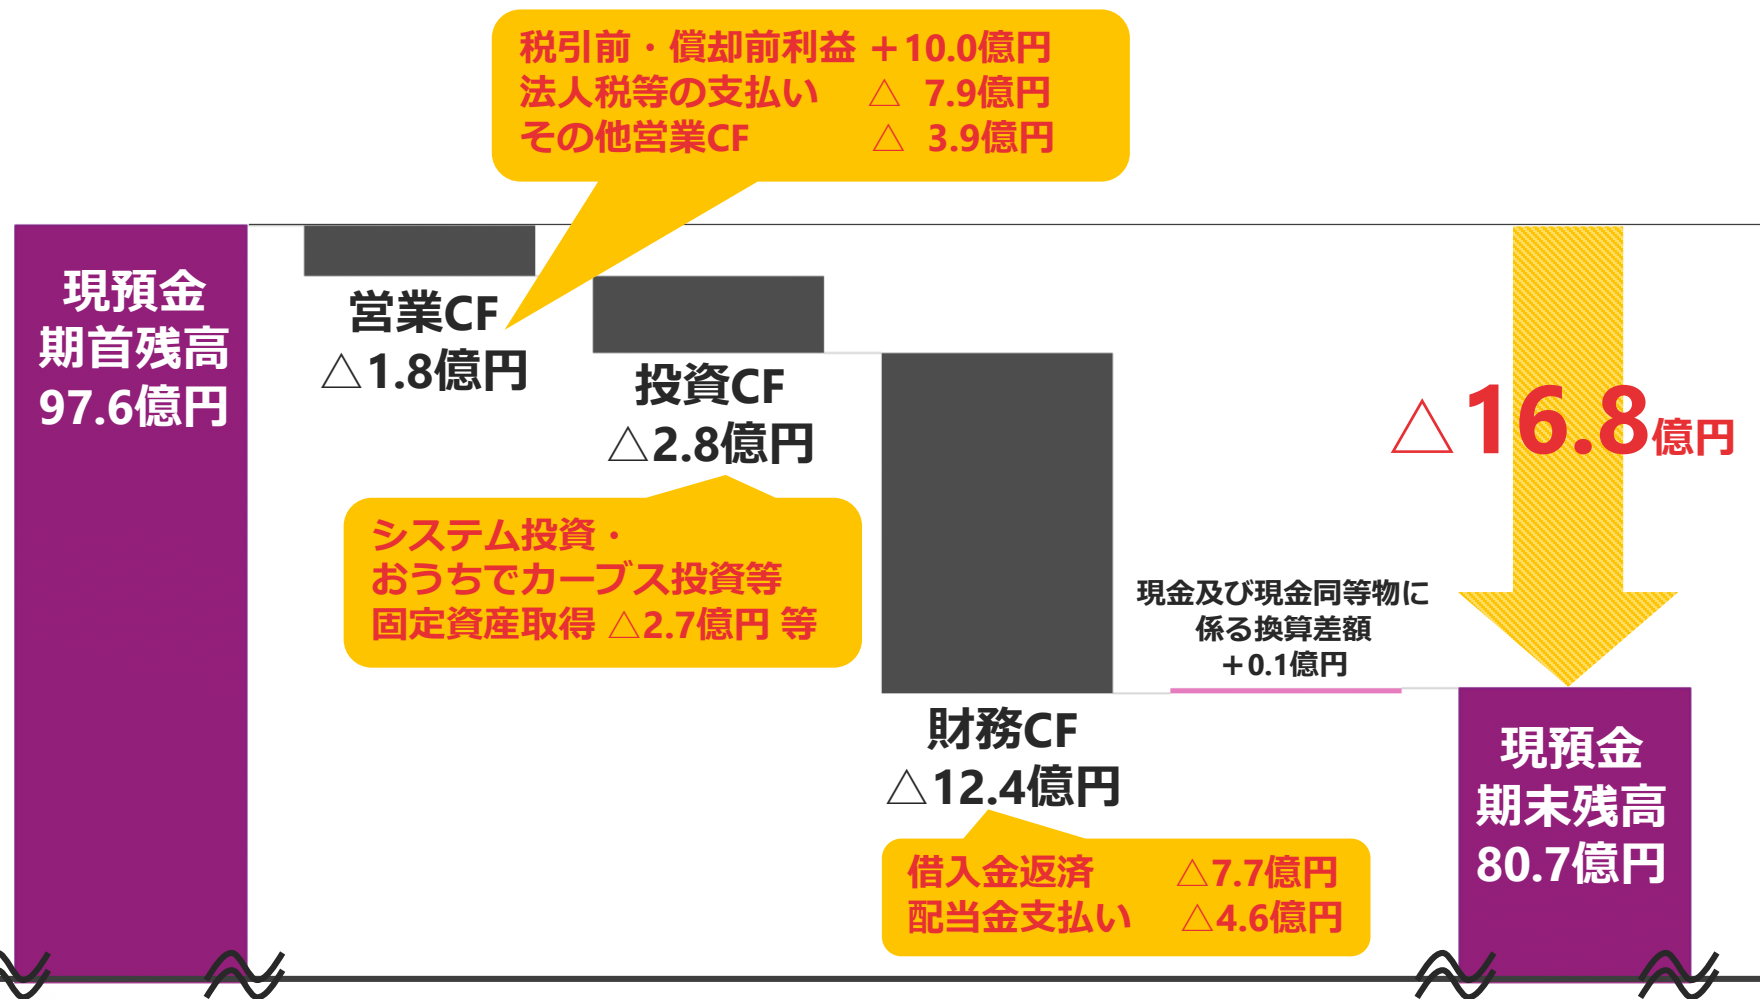 税引前・償却前利益 ＋10.0億円
法人税等の支払い △ 7.9億円
その他営業CF △ 3.9億円
現預金
期首残高
97.6億円
営業CF
△1.8億円
投資CF
△2.8億円
システム投資・
おうちでカーブス投資等
固定資産取得 △2.7億円 等
財務CF
△12.4億円
借入金返済 △7.7億円
配当金支払い △4.6億円
現金及び現金同等物に
係る換算差額
＋0.1億円
△16.8億円
現預金
期末残高
80.7億円